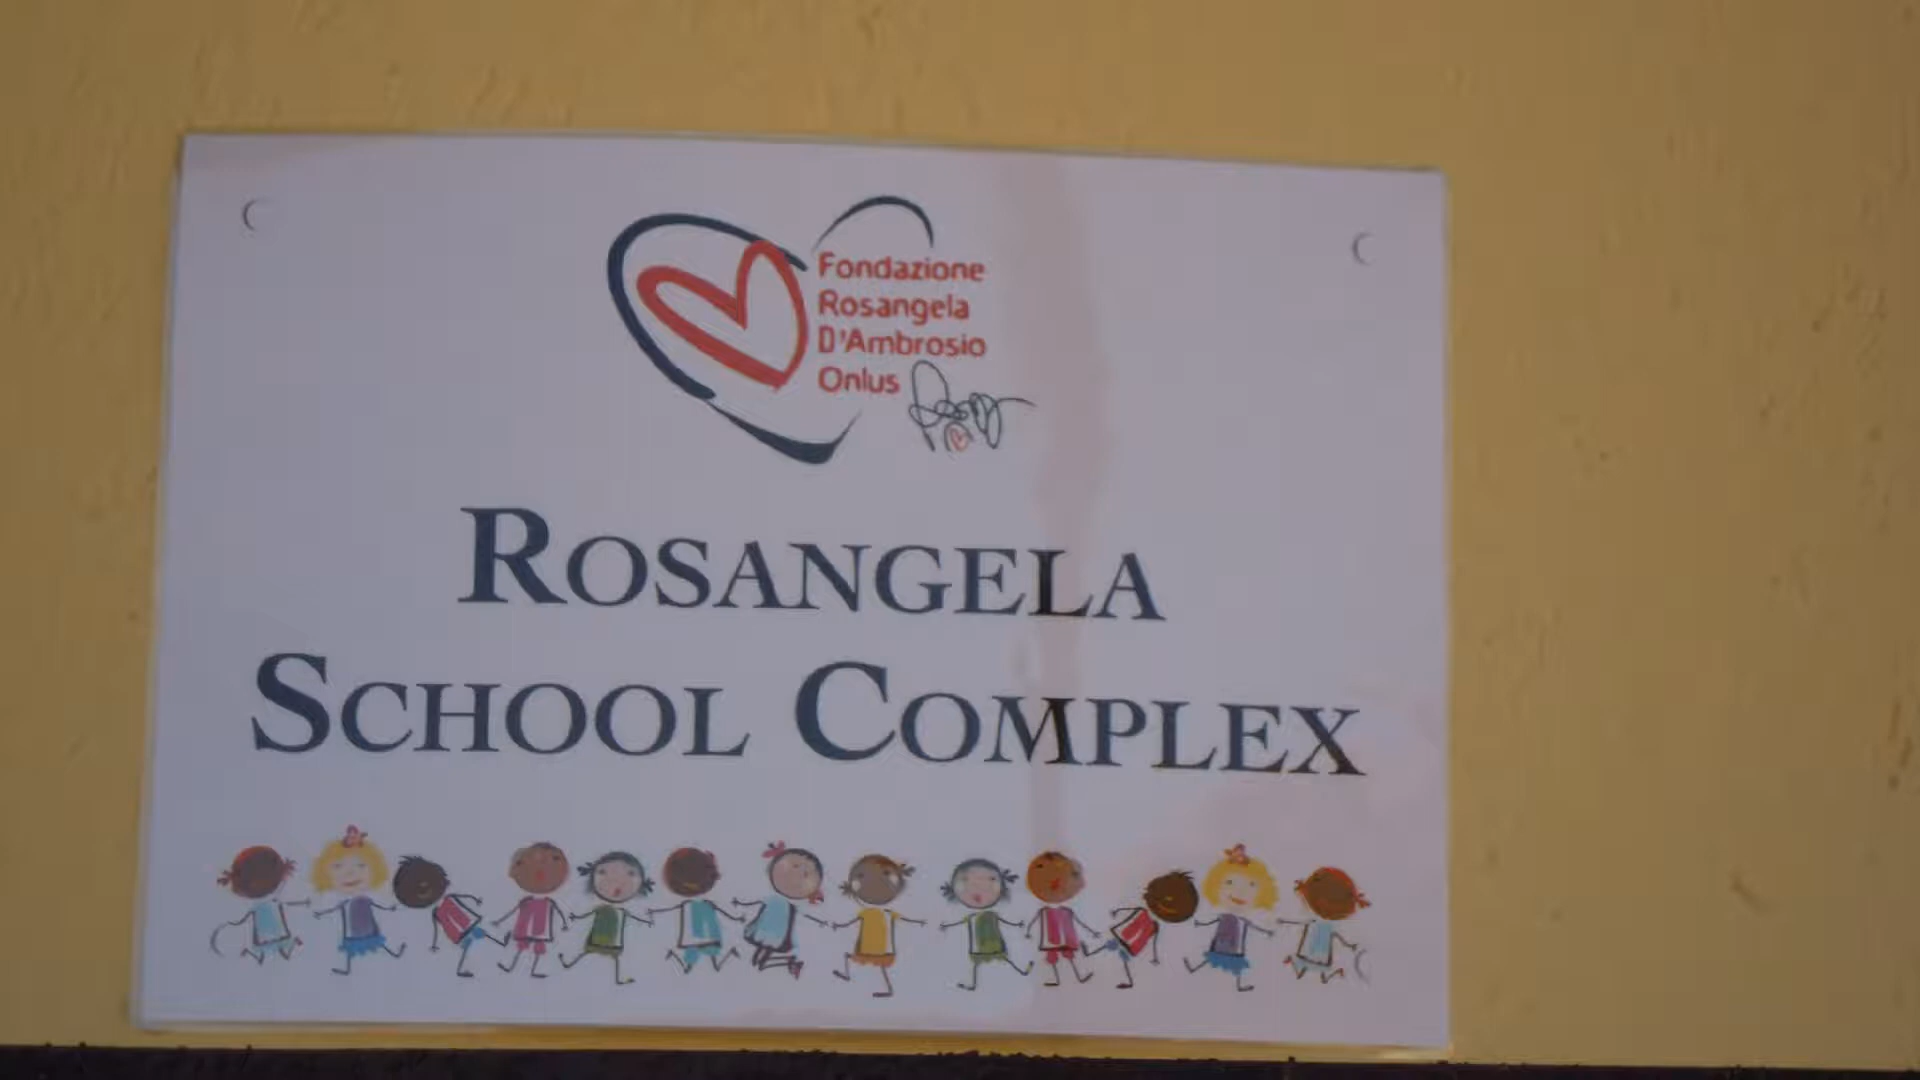 Fondazione
Rosangela
D'Ambrosio
Onlus
ROSANGELA
SCHOOL COMPLEX